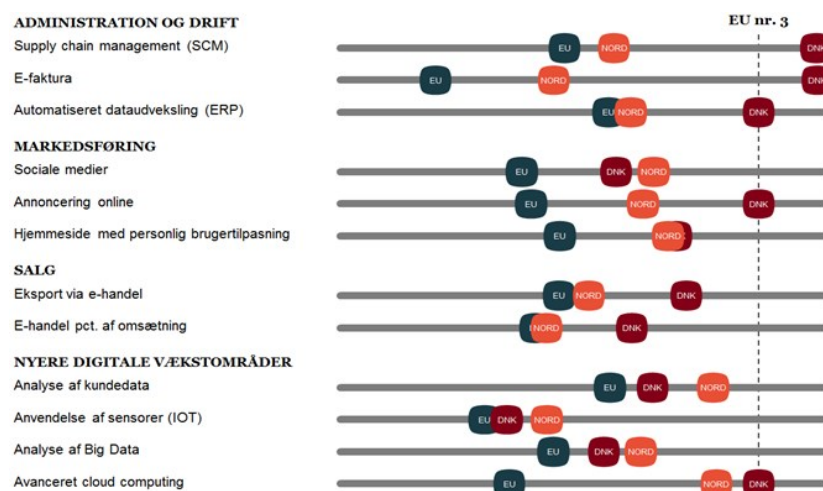 ADMINISTRATION OG DRIFT
EU nr. 3
Supply chain management (SCM)
EU NORD DNK
E-faktura
EU NORD DNK
Automatiseret dataudveksling (ERP)
EU NORD DNK
MARKEDSFØRING
Sociale medier
EU DNK NORD
Annoncering online
EU NORD DNK
Hjemmeside med personlig brugertilpasning
EU NORD
SALG
Eksport via e-handel
EU NORD DNK
E-handel pct. af omsætning
NORD DNK
NYERE DIGITALE VÆKSTOMRÅDER
Analyse af kundedata
EU DNK NORD
Anvendelse af sensorer (IOT)
EU DNK NORD
Analyse af Big Data
EU DNK NORD
Avanceret cloud computing
EU NORD DNK